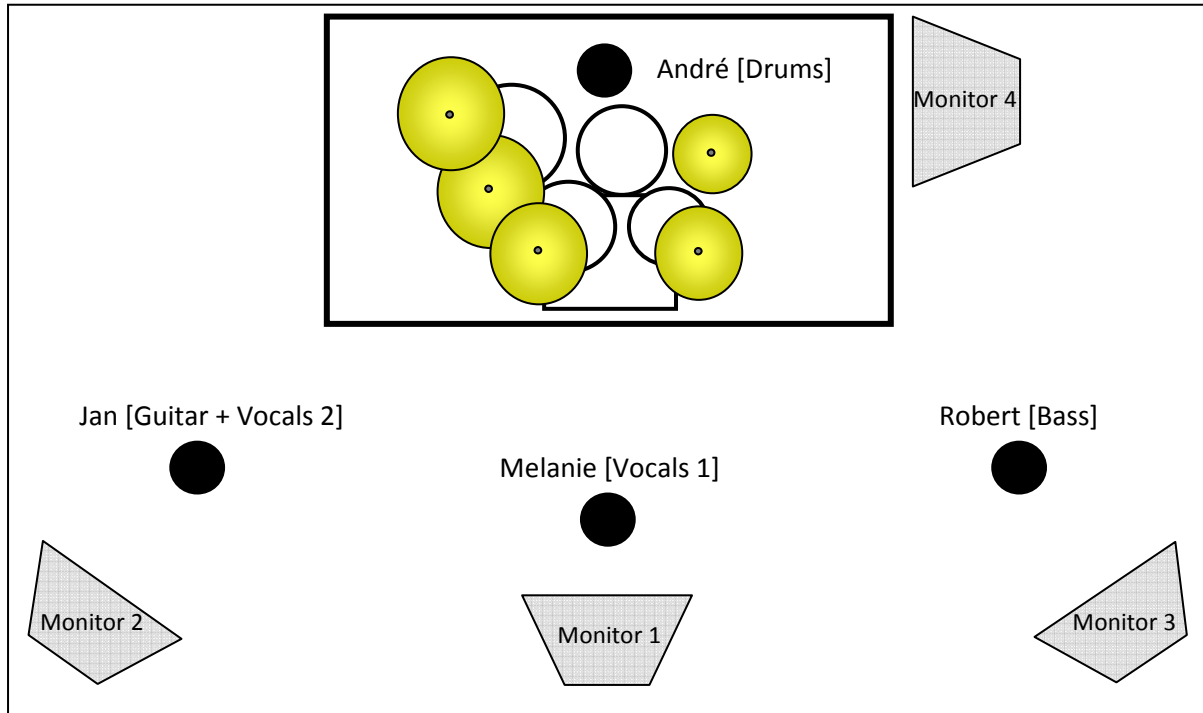 André [Drums]
Monitor 4
Jan [Guitar + Vocals 2]
Robert [Bass]
Melanie [Vocals 1]
Monitor 2
Monitor 1
Monitor 3